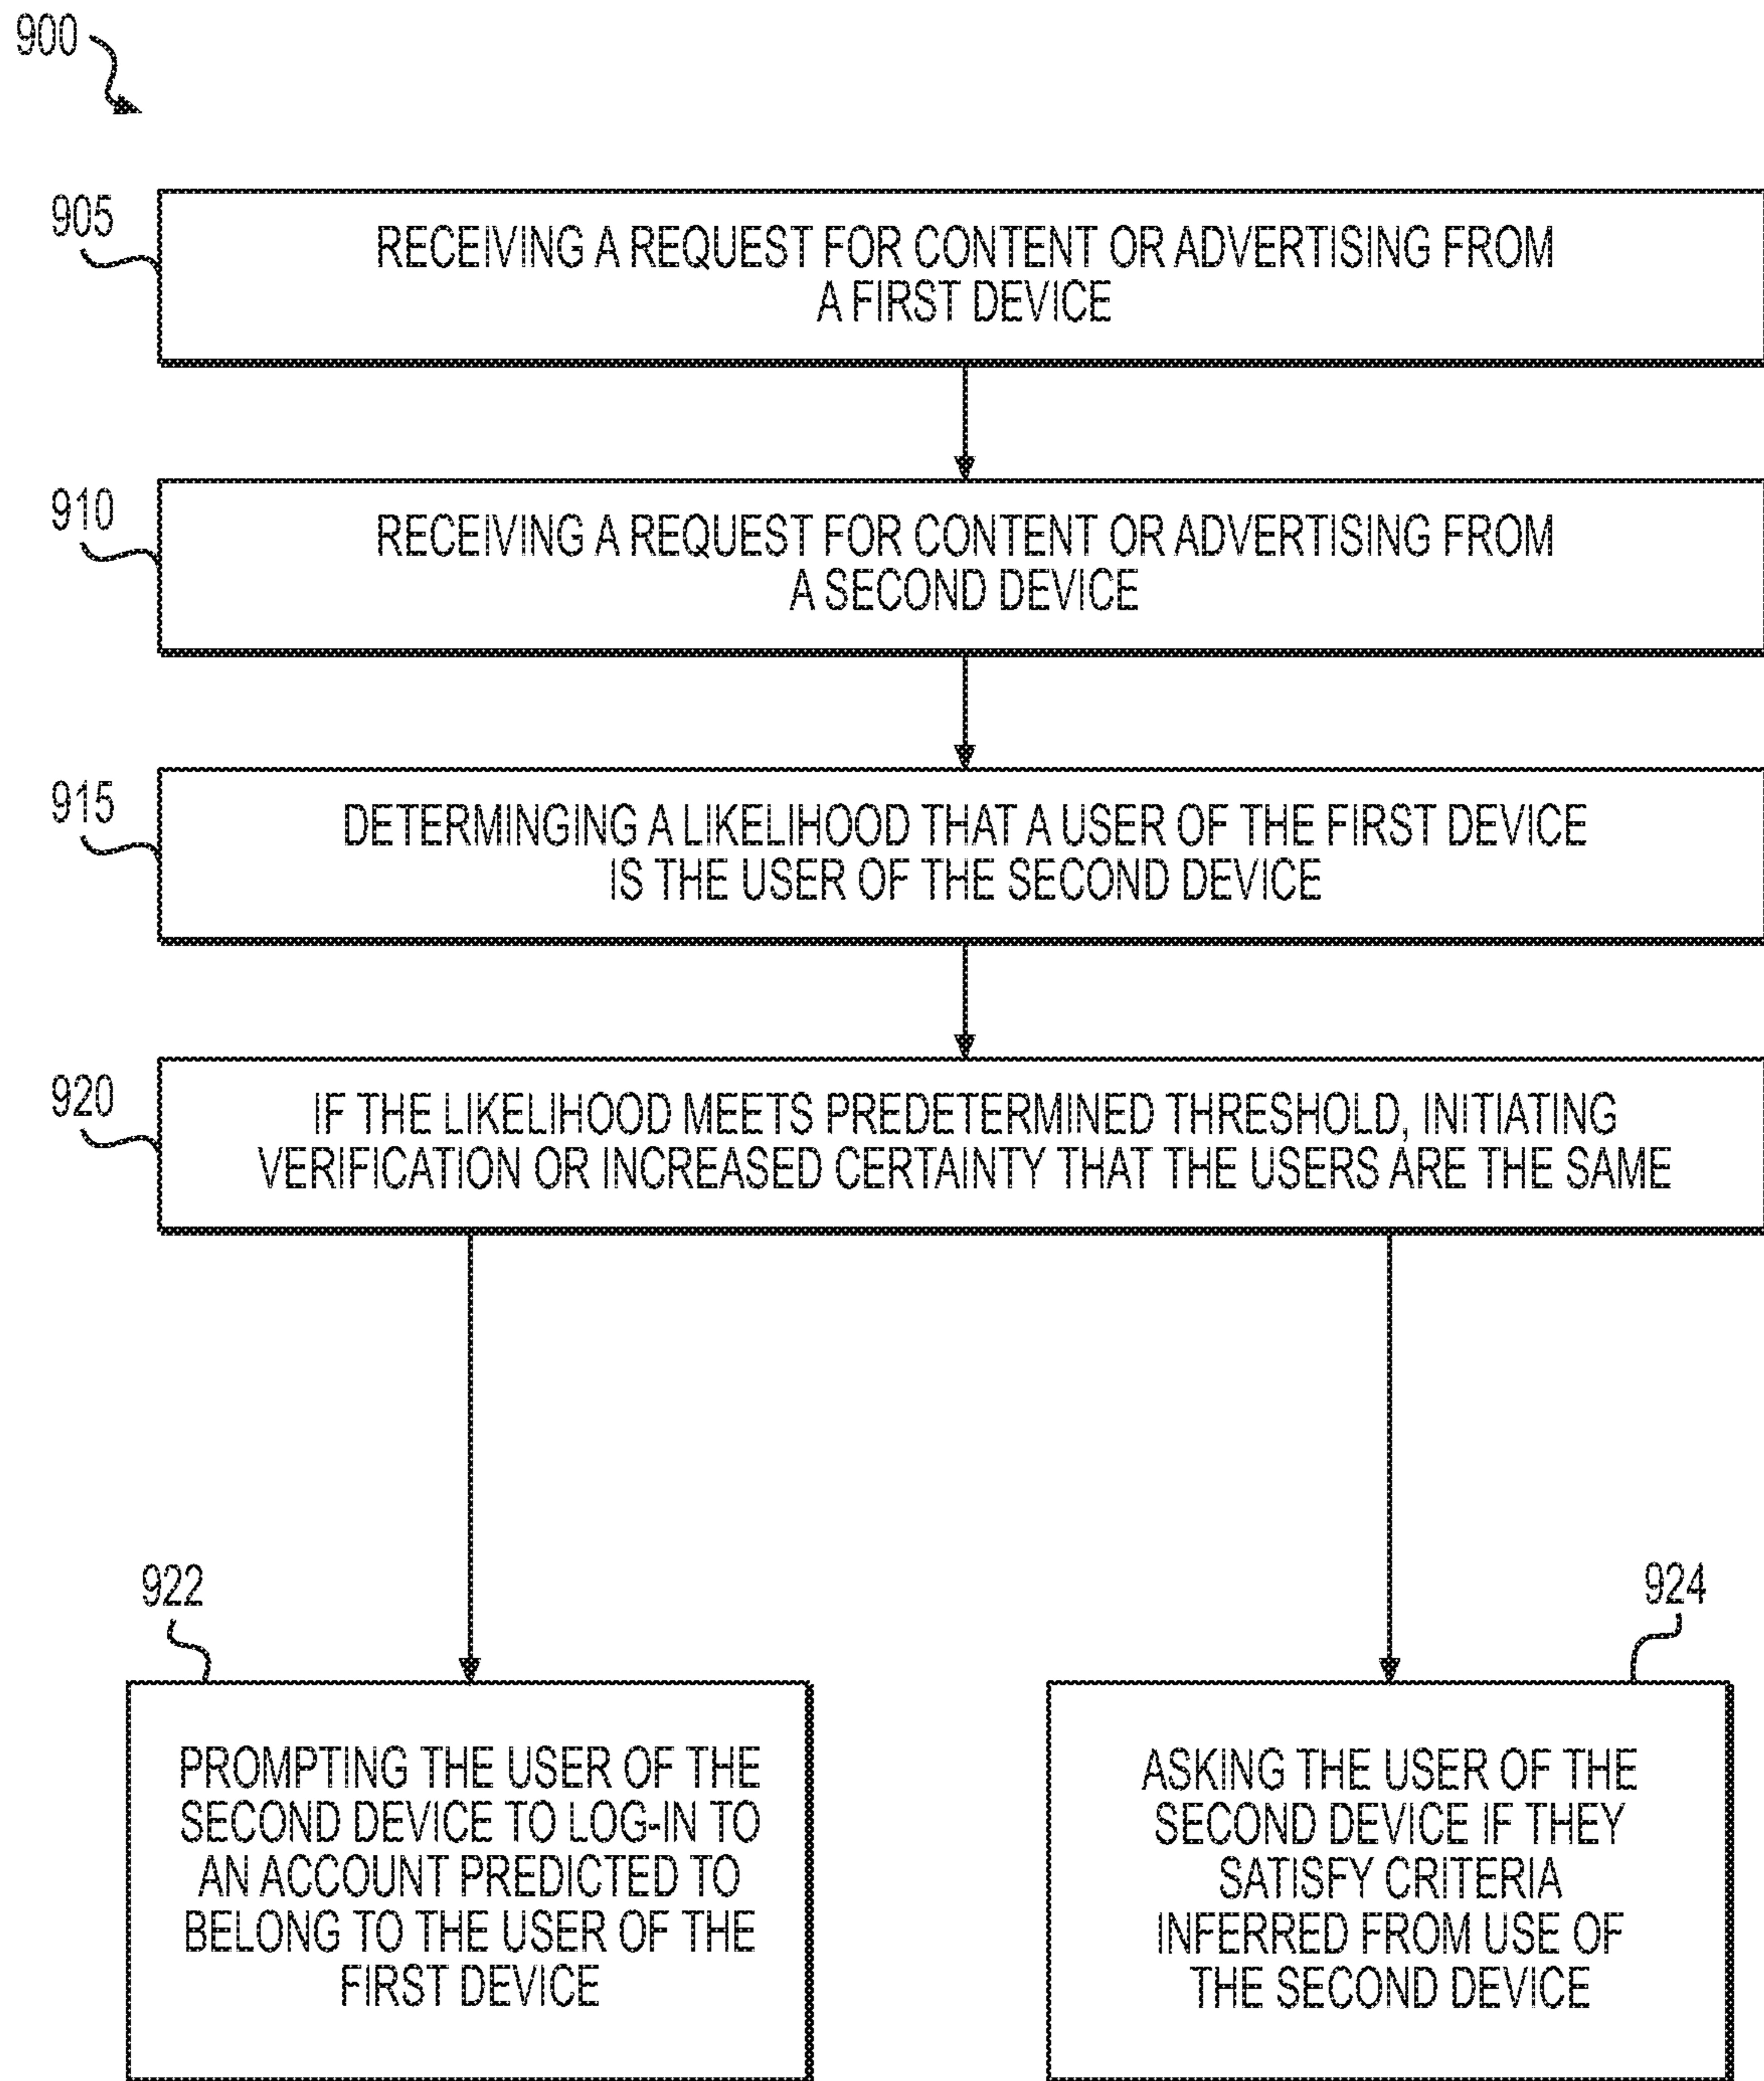 900
905
RECEIVING A REQUEST FOR CONTENT OR ADVERTISING FROM
A FIRST DEVICE
910
RECEIVING A REQUEST FOR CONTENT OR ADVERTISING FROM
A SECOND DEVICE
915
DETERMINGING A LIKELIHOOD THAT A USER OF THE FIRST DEVICE
IS THE USER OF THE SECOND DEVICE
920
IF THE LIKELIHOOD MEETS PREDETERMINED THRESHOLD, INITIATING
VERIFICATION OR INCREASED CERTAINTY THAT THE USERS ARE THE SAME
922
PROMPTING THE USER OF THE
SECOND DEVICE TO LOG-IN TO
AN ACCOUNT PREDICTED TO
BELONG TO THE USER OF THE
FIRST DEVICE
924
ASKING THE USER OF THE
SECOND DEVICE IF THEY
SATISFY CRITERIA
INFERRED FROM USE OF
THE SECOND DEVICE